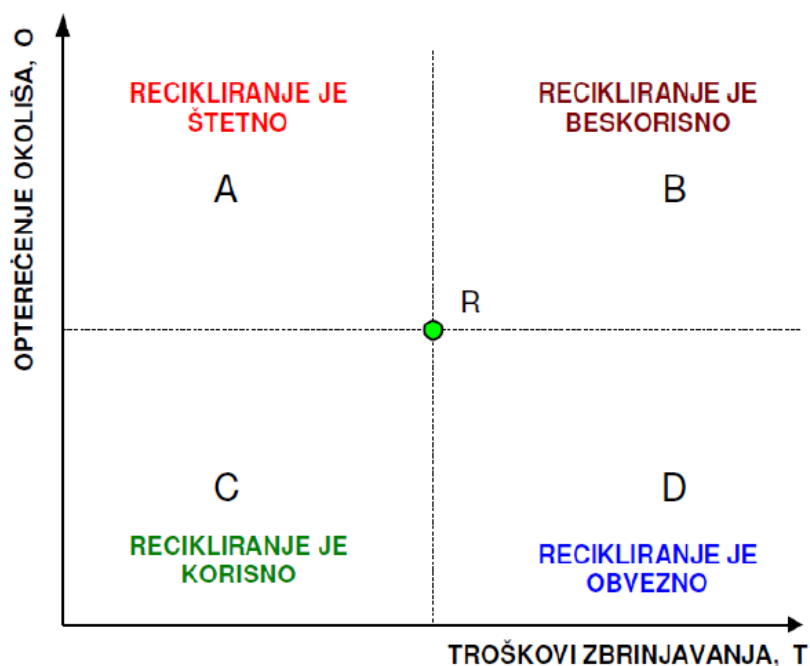 OPTEREĆENJE OKOLIŠA, O
RECIKLIRANJE JE
ŠTETNO
RECIKLIRANJE JE
BESKORISNO
A
B
R
C
D
RECIKLIRANJE JE
KORISNO
RECIKLIRANJE JE
OBVEZNO
TROŠKOVI ZBRINJAVANJA, T